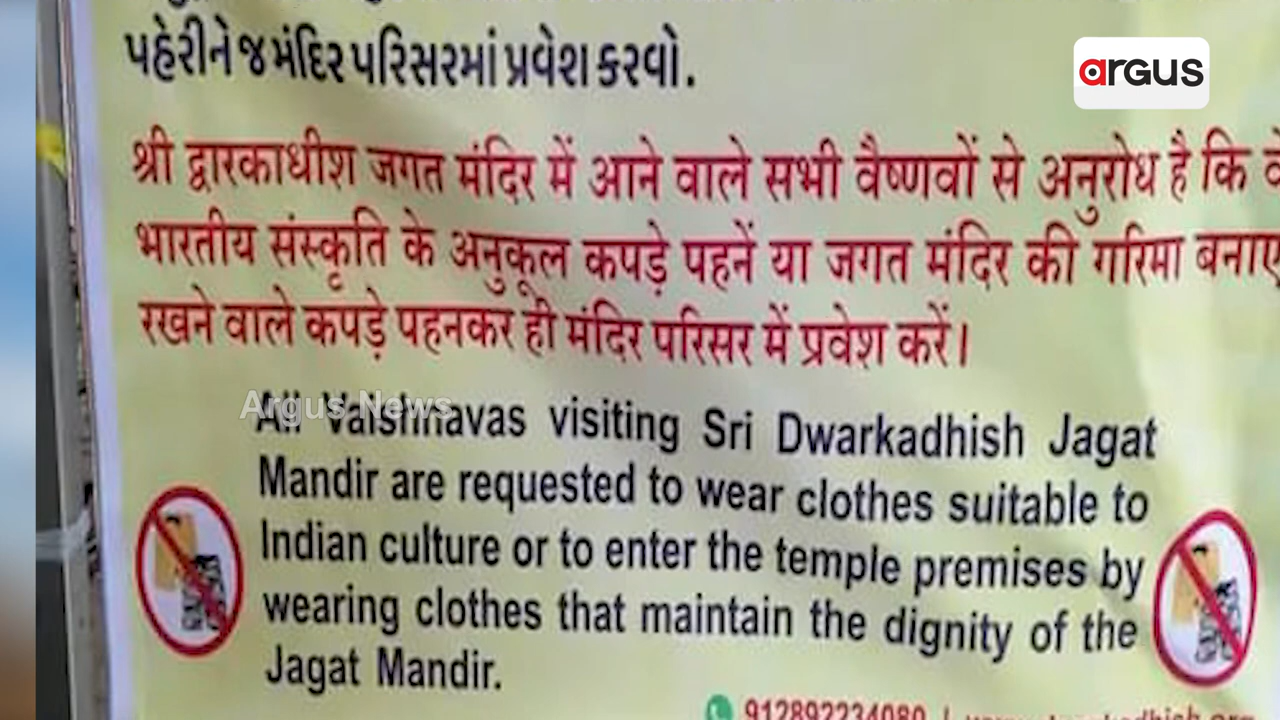 argus
પહેરીને જ મંદિર પરિસરમાં પ્રવેશ કરવો.
श्री द्वारकाधीश जगत मंदिर में आने वाले सभी वैष्णवों से अनुरोध है कि
भारतीय संस्कृति के अनुकूल कपड़े पहनें या जगत मंदिर की गरिमा बनाए
रखने वाले कपड़े पहनकर ही मंदिर परिसर में प्रवेश करें।
Argus News
All Vaishnavas visiting Sri Dwarkadhish Jagat
Mandir are requested to wear clothes suitable to
Indian culture or to enter the temple premises by
wearing clothes that maintain the dignity of the
Jagat Mandir.
912892234080 |